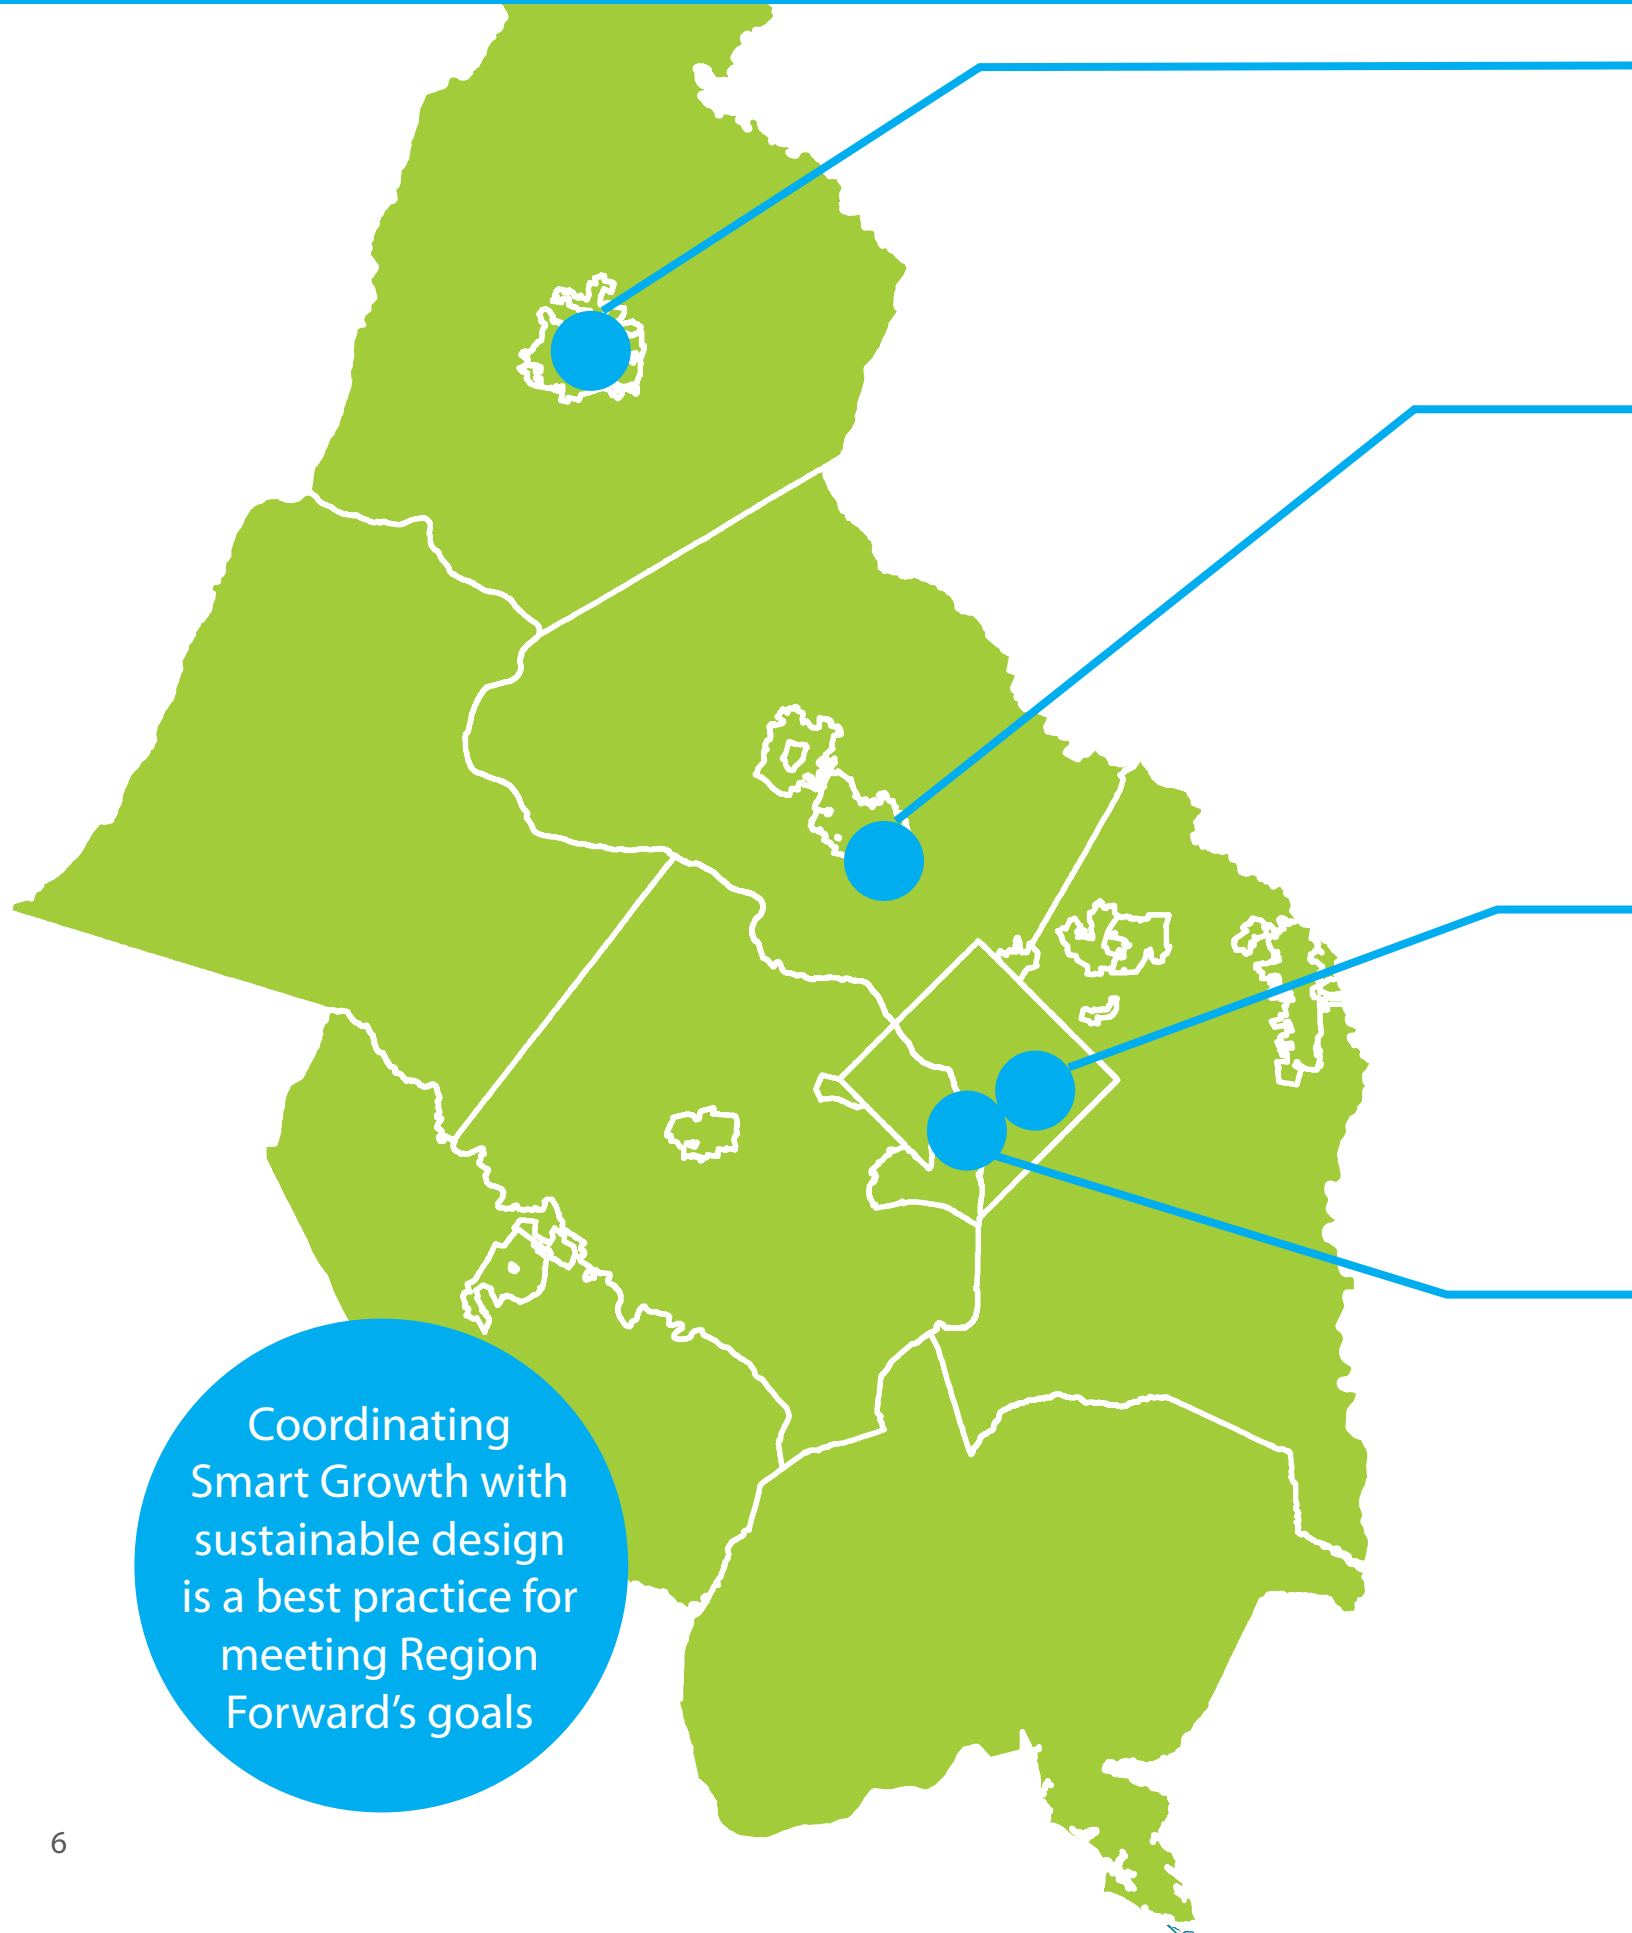 Coordinating
Smart Growth with
sustainable design
is a best practice for
meeting Region
Forward’s goals
6